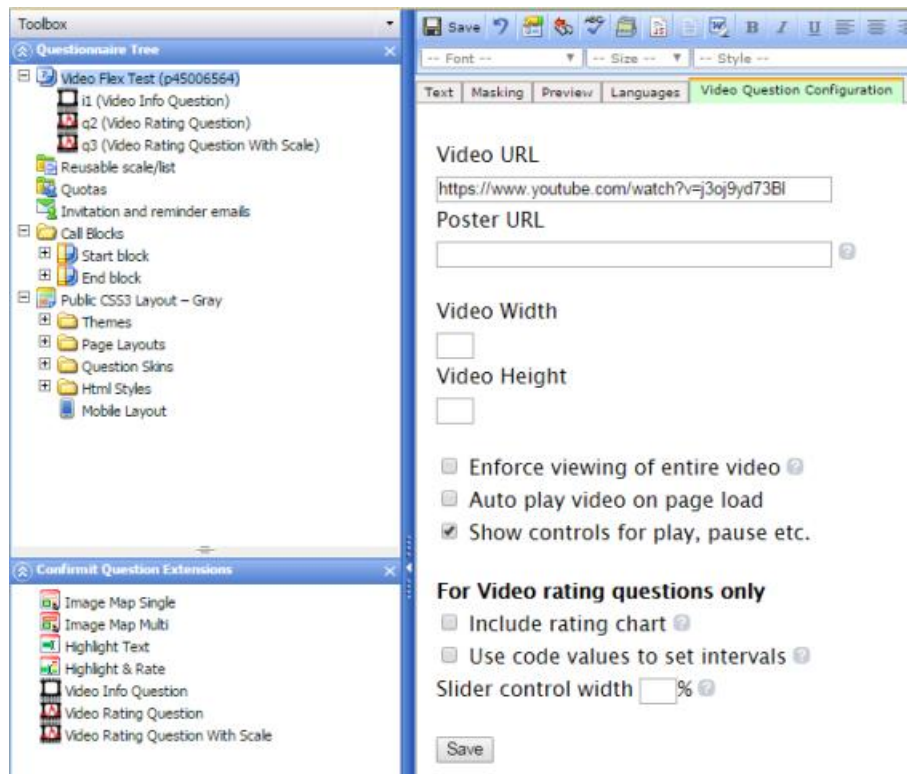 Toolbox
Questionnaire Tree
Video Flex Test (p45006564)
i1 (Video Info Question)
q2 (Video Rating Question)
q3 (Video Rating Question With Scale)
Reusable scale/list
Quotas
Invitation and reminder emails
Call Blocks
Start block
End block
Public CSS3 Layout – Gray
Themes
Page Layouts
Question Skins
Html Styles
Mobile Layout
Confirmit Question Extensions
Image Map Single
Image Map Multi
Highlight Text
Highlight & Rate
Video Info Question
Video Rating Question
Video Rating Question With Scale
Save ABC B I U
-- Font -- -- Size -- -- Style --
Text Masking Preview Languages Video Question Configuration
Video URL
https://www.youtube.com/watch?v=j3oj9yd73BI
Poster URL
?
Video Width
Video Height
Enforce viewing of entire video ?
Auto play video on page load
Show controls for play, pause etc.
For Video rating questions only
Include rating chart ?
Use code values to set intervals ?
Slider control width % ?
Save